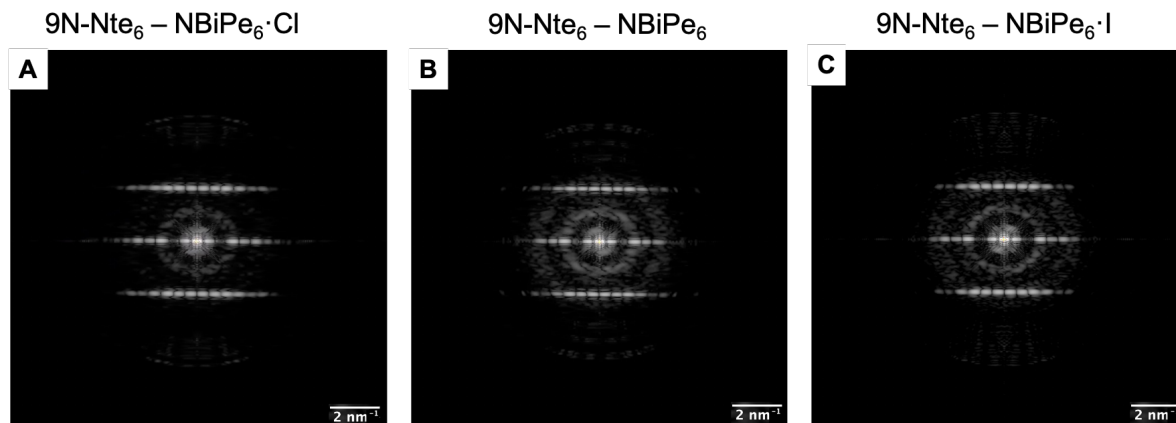 9N-Nte₆ – NBiPe₆·Cl
9N-Nte₆ – NBiPe₆
9N-Nte₆ – NBiPe₆·I
A
B
C
2 nm⁻¹
2 nm⁻¹
2 nm⁻¹